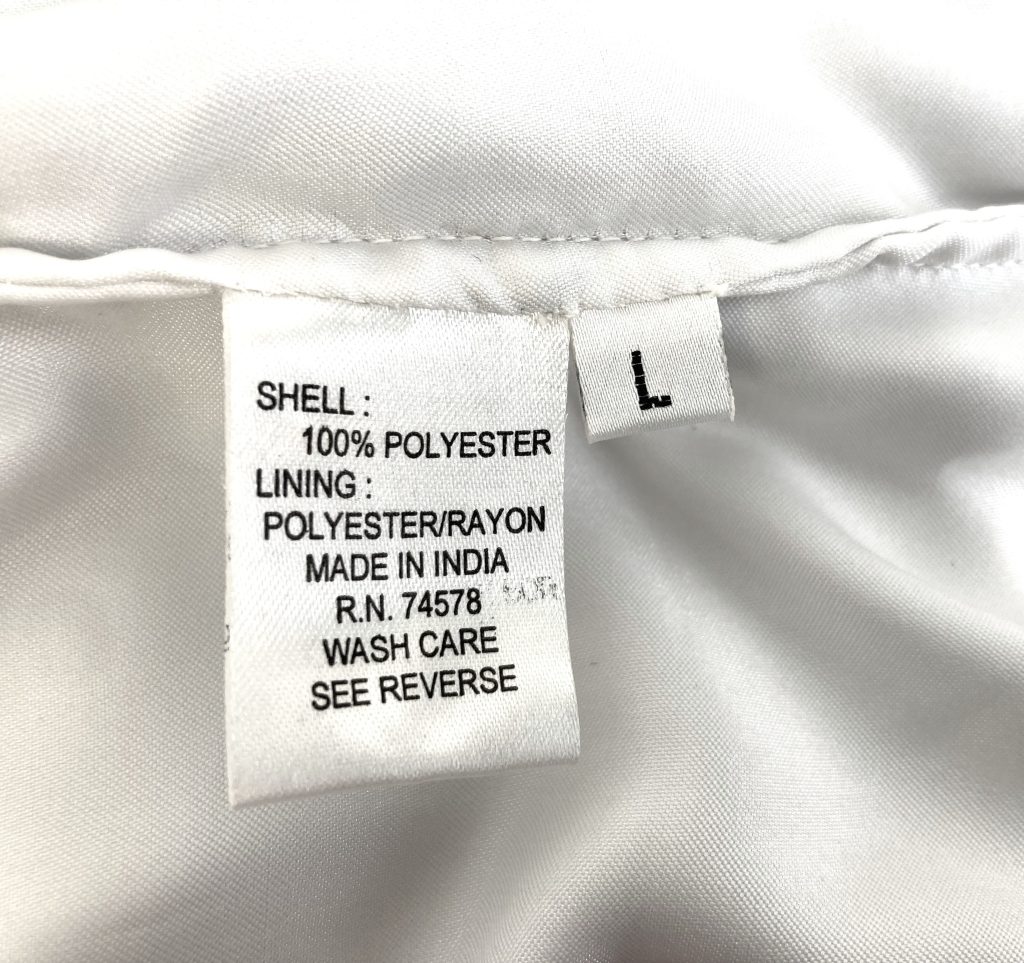 SHELL :
100% POLYESTER
LINING :
POLYESTER/RAYON
MADE IN INDIA
R.N. 74578
WASH CARE
SEE REVERSE
L